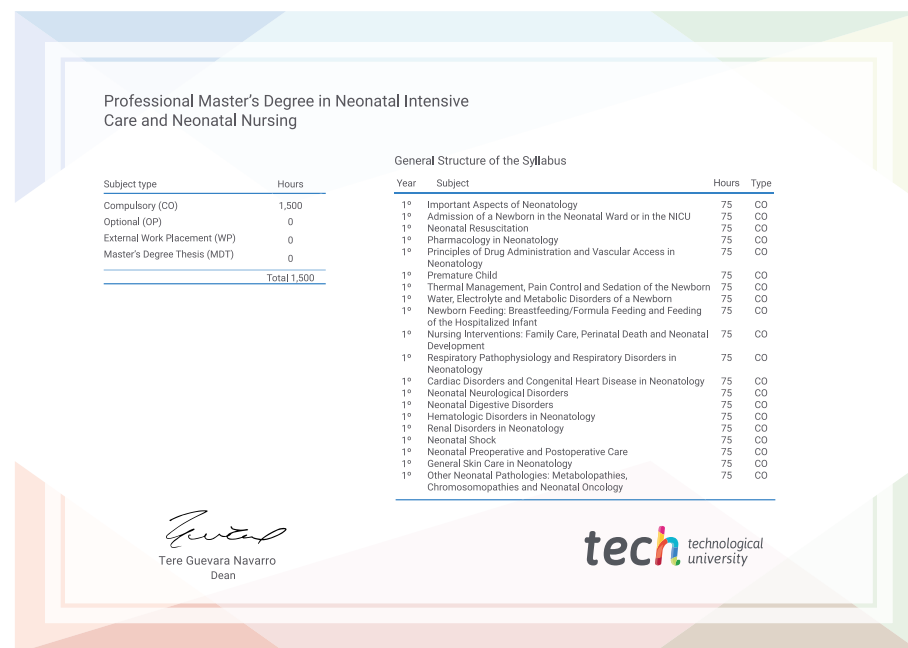 Professional Master's Degree in Neonatal Intensive
Care and Neonatal Nursing
Subject type Hours
Compulsory (CO) 1,500
Optional (OP) 0
External Work Placement (WP) 0
Master's Degree Thesis (MDT) 0
Total 1,500
General Structure of the Syllabus
Year Subject Hours Type
1º Important Aspects of Neonatology 75 CO
1º Admission of a Newborn in the Neonatal Ward or in the NICU 75 CO
1º Neonatal Resuscitation 75 CO
1º Pharmacology in Neonatology 75 CO
1º Principles of Drug Administration and Vascular Access in 75 CO
Neonatology
1º Premature Child 75 CO
1º Thermal Management, Pain Control and Sedation of the Newborn 75 CO
1º Water, Electrolyte and Metabolic Disorders of a Newborn 75 CO
1º Newborn Feeding: Breastfeeding/Formula Feeding and Feeding 75 CO
of the Hospitalized Infant
1º Nursing Interventions: Family Care, Perinatal Death and Neonatal 75 CO
Development
1º Respiratory Pathophysiology and Respiratory Disorders in 75 CO
Neonatology
1º Cardiac Disorders and Congenital Heart Disease in Neonatology 75 CO
1º Neonatal Neurological Disorders 75 CO
1º Neonatal Digestive Disorders 75 CO
1º Hematologic Disorders in Neonatology 75 CO
1º Renal Disorders in Neonatology 75 CO
1º Neonatal Shock 75 CO
1º Neonatal Preoperative and Postoperative Care 75 CO
1º General Skin Care in Neonatology 75 CO
1º Other Neonatal Pathologies: Metabolopathies, 75 CO
Chromosomopathies and Neonatal Oncology
Tere Guevara Navarro
Dean
tech technological
university